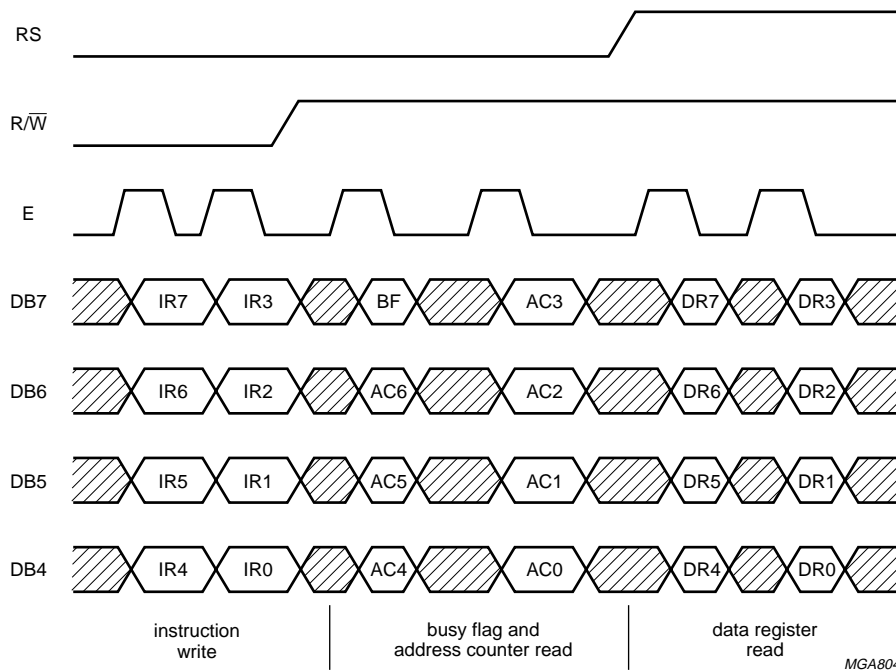 RS
R/W̅
E
DB7 IR7 IR3 BF AC3 DR7 DR3
DB6 IR6 IR2 AC6 AC2 DR6 DR2
DB5 IR5 IR1 AC5 AC1 DR5 DR1
DB4 IR4 IR0 AC4 AC0 DR4 DR0
instruction
write
busy flag and
address counter read
data register
read